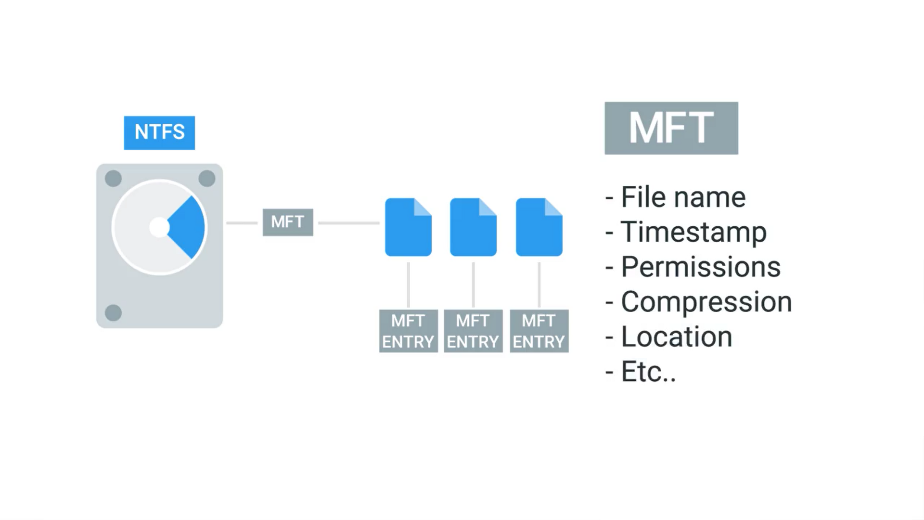 NTFS
MFT
MFT
ENTRY
MFT
ENTRY
MFT
ENTRY
MFT
- File name
- Timestamp
- Permissions
- Compression
- Location
- Etc..